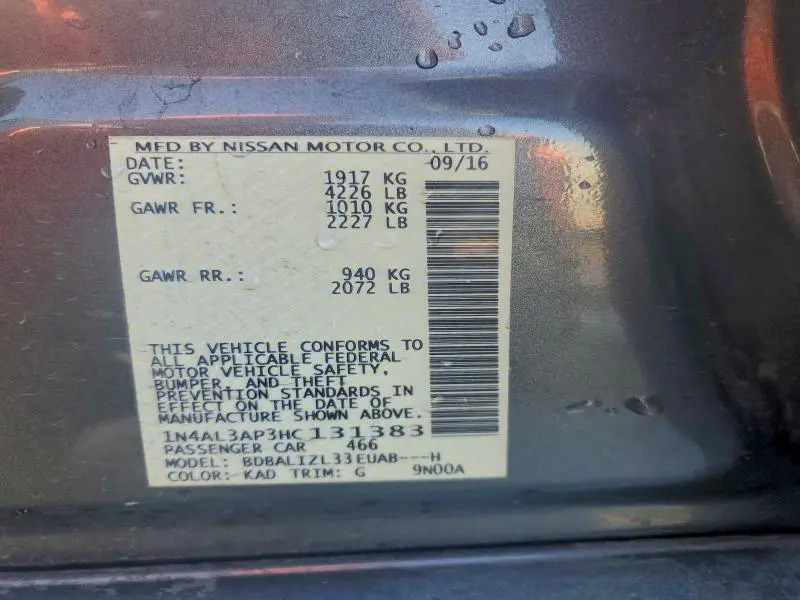 MFD BY NISSAN MOTOR CO., LTD.
DATE: 09/16
GVWR: 1917 KG
4226 LB
GAWR FR.: 1010 KG
2227 LB
GAWR RR.: 940 KG
2072 LB
THIS VEHICLE CONFORMS TO
ALL APPLICABLE FEDERAL
MOTOR VEHICLE SAFETY,
BUMPER, AND THEFT
PREVENTION STANDARDS IN
EFFECT ON THE DATE OF
MANUFACTURE SHOWN ABOVE.
1N4AL3AP3HC131383
PASSENGER CAR 466
MODEL: BDBALIZL33EUAB---H
COLOR: KAD TRIM: G 9N00A